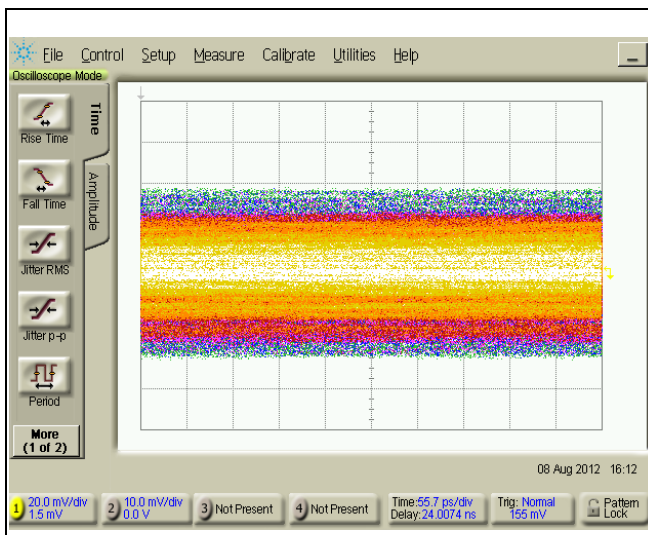 File Control Setup Measure Calibrate Utilities Help
Oscilloscope Mode
Time
Amplitude
Rise Time
Fall Time
Jitter RMS
Jitter p-p
Period
More
(1 of 2)
08 Aug 2012 16:12
1 20.0 mV/div
1.5 mV
2 10.0 mV/div
0.0 V
3 Not Present
4 Not Present
Time:55.7 ps/div
Delay:24.0074 ns
Trig: Normal
155 mV
Pattern
Lock